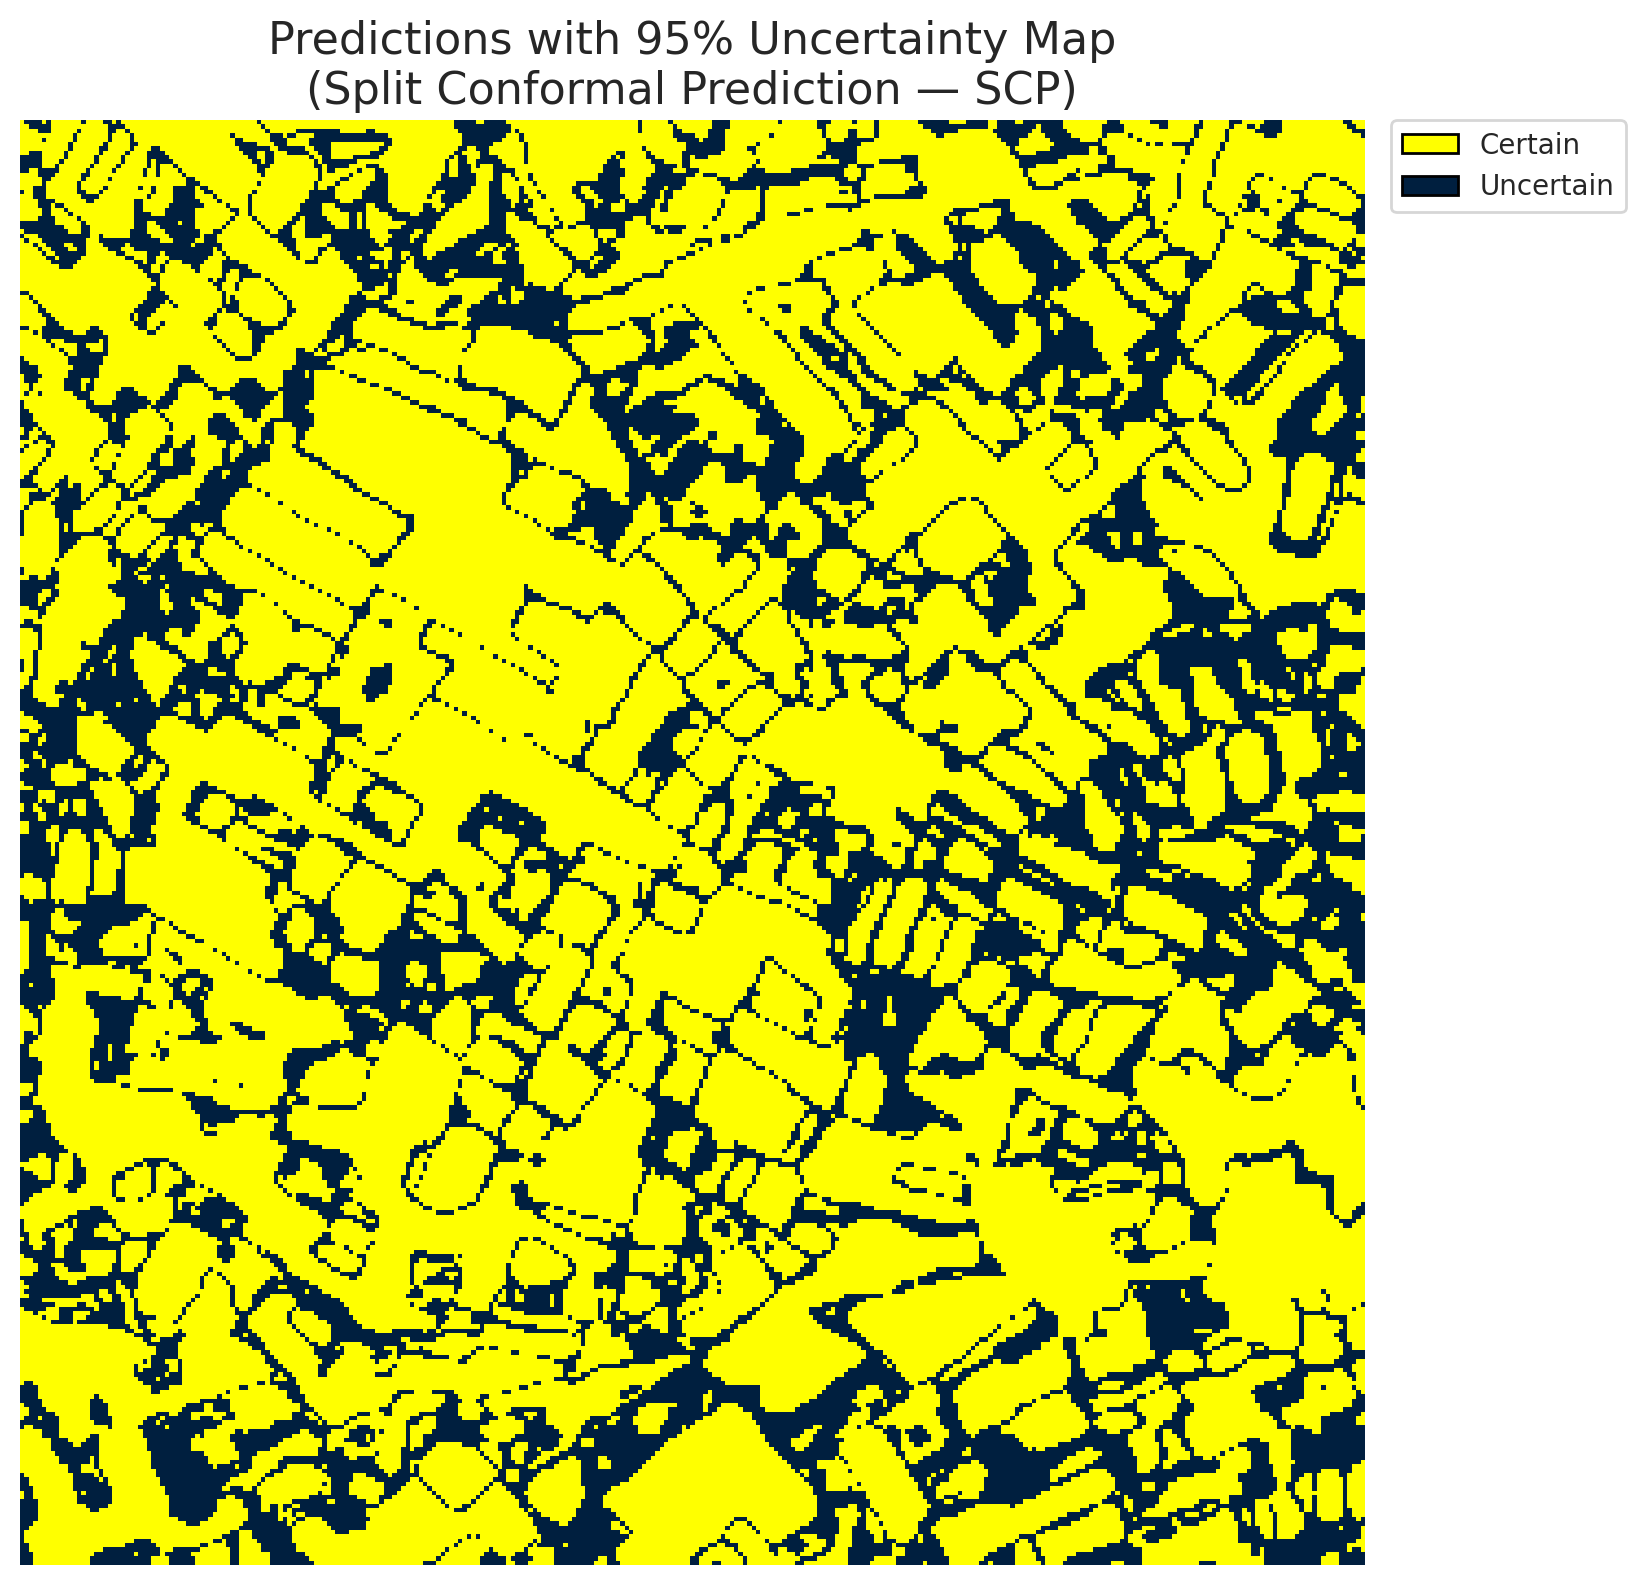 Predictions with 95% Uncertainty Map
(Split Conformal Prediction — SCP)
Certain
Uncertain